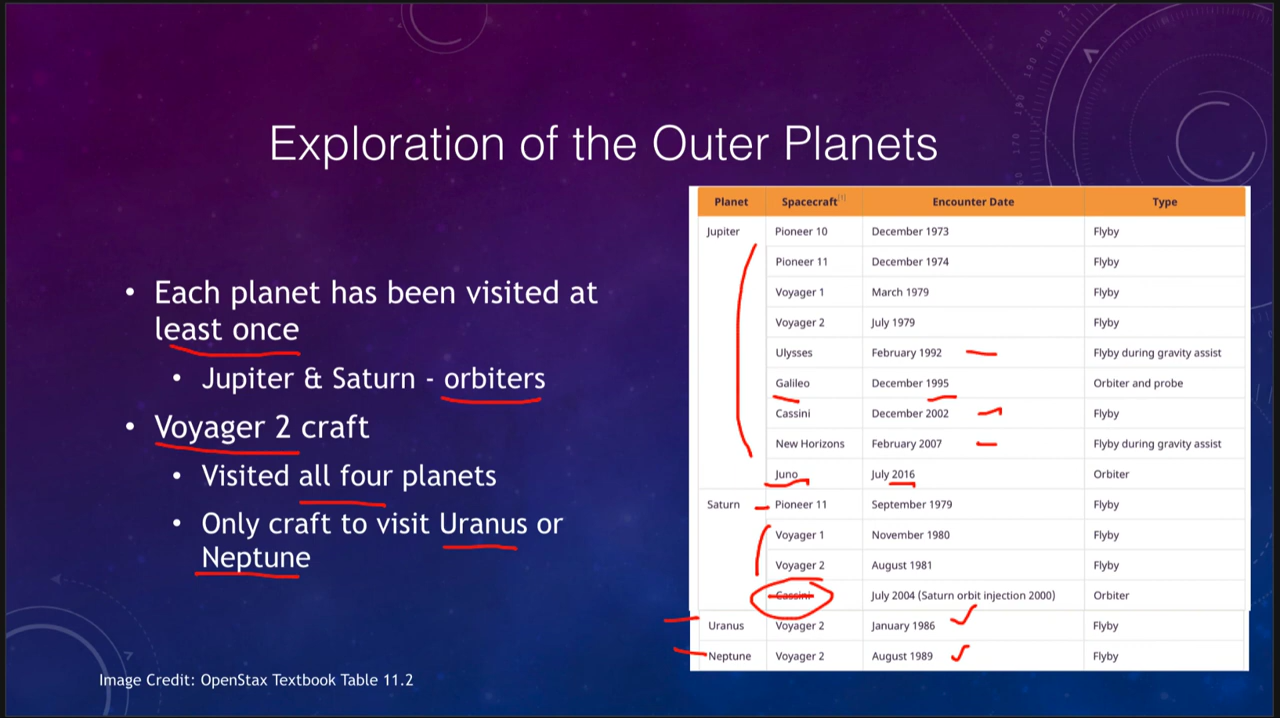 Exploration of the Outer Planets
• Each planet has been visited at
least once
• Jupiter & Saturn - orbiters
• Voyager 2 craft
• Visited all four planets
• Only craft to visit Uranus or
Neptune
Image Credit: OpenStax Textbook Table 11.2
Planet Spacecraft[1] Encounter Date Type
Jupiter Pioneer 10 December 1973 Flyby
Pioneer 11 December 1974 Flyby
Voyager 1 March 1979 Flyby
Voyager 2 July 1979 Flyby
Ulysses February 1992 Flyby during gravity assist
Galileo December 1995 Orbiter and probe
Cassini December 2002 Flyby
New Horizons February 2007 Flyby during gravity assist
Juno July 2016 Orbiter
Saturn Pioneer 11 September 1979 Flyby
Voyager 1 November 1980 Flyby
Voyager 2 August 1981 Flyby
Cassini July 2004 (Saturn orbit injection 2000) Orbiter
Uranus Voyager 2 January 1986 Flyby
Neptune Voyager 2 August 1989 Flyby